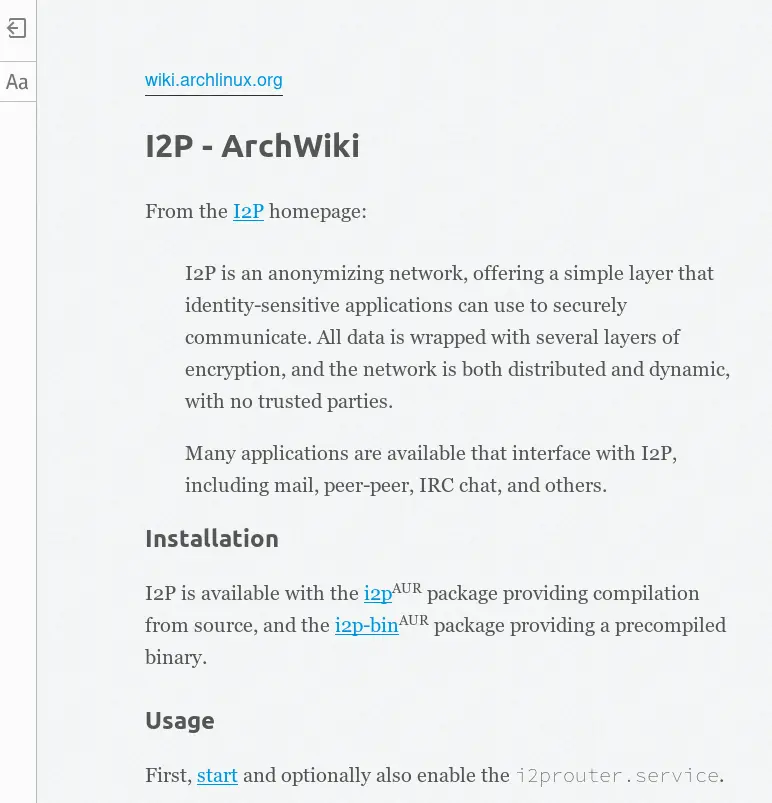 Aa
wiki.archlinux.org
I2P - ArchWiki
From the I2P homepage:
I2P is an anonymizing network, offering a simple layer that
identity-sensitive applications can use to securely
communicate. All data is wrapped with several layers of
encryption, and the network is both distributed and dynamic,
with no trusted parties.
Many applications are available that interface with I2P,
including mail, peer-peer, IRC chat, and others.
Installation
I2P is available with the i2pAUR package providing compilation
from source, and the i2p-binAUR package providing a precompiled
binary.
Usage
First, start and optionally also enable the i2prouter.service.